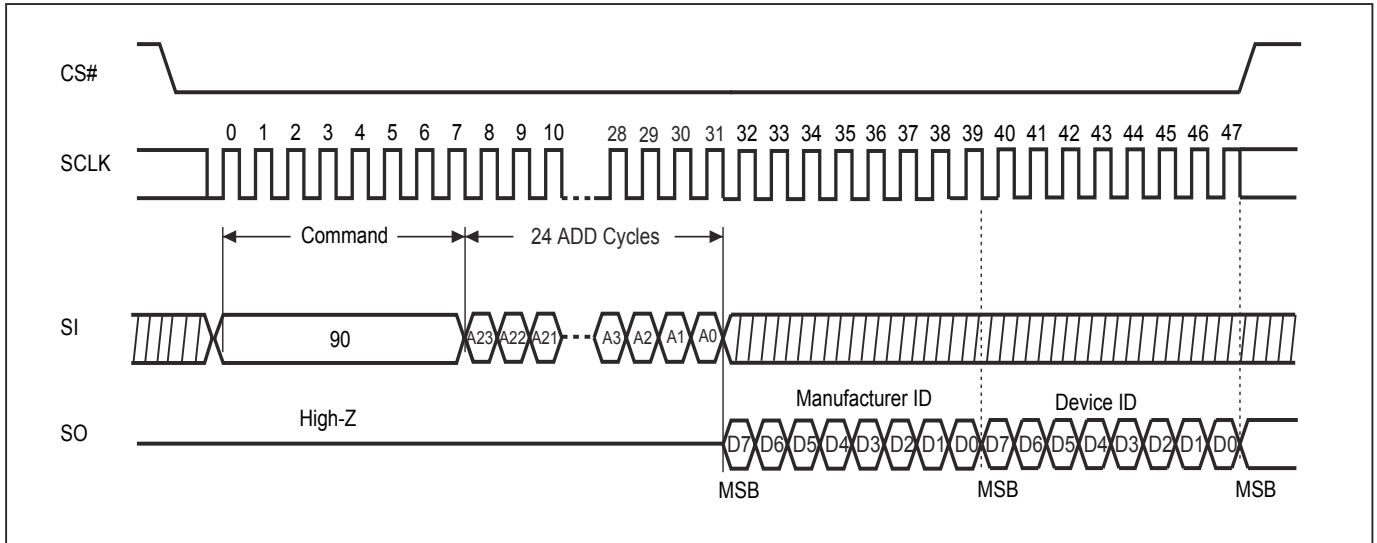 CS#
0 1 2 3 4 5 6 7 8 9 10 28 29 30 31 32 33 34 35 36 37 38 39 40 41 42 43 44 45 46 47
SCLK
Command 24 ADD Cycles
SI 90 A23 A22 A21 A3 A2 A1 A0
Manufacturer ID Device ID
High-Z
SO D7 D6 D5 D4 D3 D2 D1 D0 D7 D6 D5 D4 D3 D2 D1 D0
MSB MSB MSB